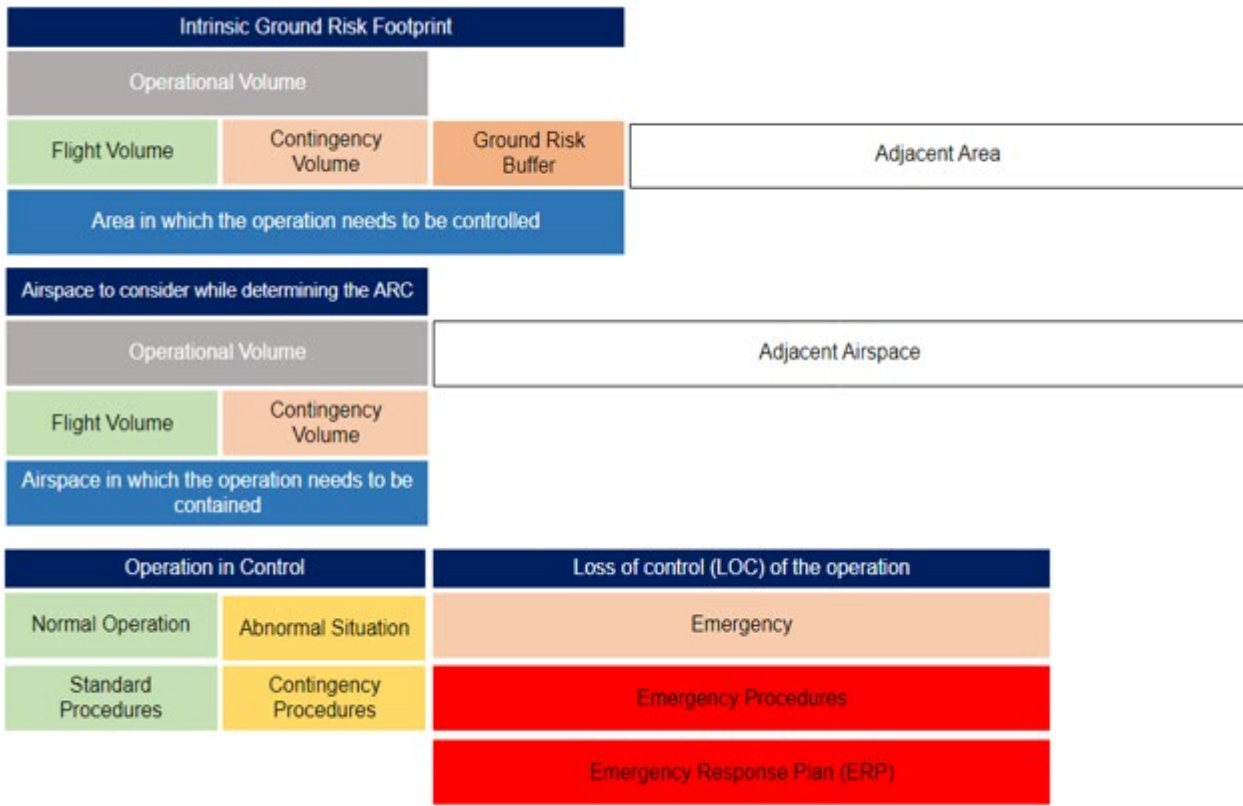 Intrinsic Ground Risk Footprint
Operational Volume
Flight Volume
Contingency
Volume
Ground Risk
Buffer
Adjacent Area
Area in which the operation needs to be controlled
Airspace to consider while determining the ARC
Operational Volume
Adjacent Airspace
Flight Volume
Contingency
Volume
Airspace in which the operation needs to be
contained
Operation in Control
Loss of control (LOC) of the operation
Normal Operation
Abnormal Situation
Emergency
Standard
Procedures
Contingency
Procedures
Emergency Procedures
Emergency Response Plan (ERP)